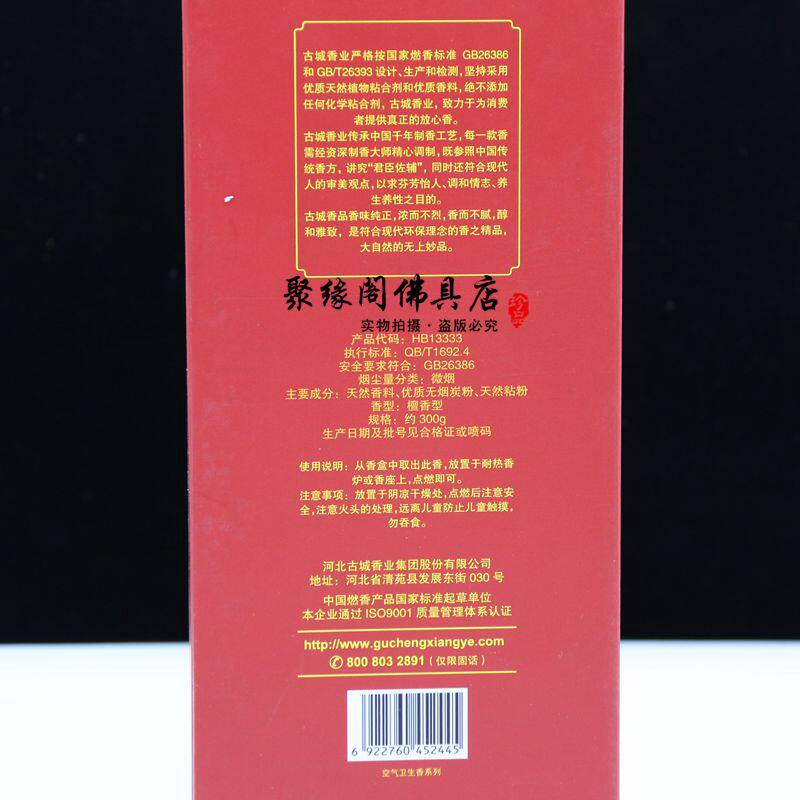 古城香业严格按国家燃香标准 GB26386
和 GB/T26393 设计、生产和检测,坚持采用
优质天然植物粘合剂和优质香料,绝不添加
任何化学粘合剂,古城香业,致力于为消费
者提供真正的放心香。
古城香业传承中国千年制香工艺,每一款香
需经资深制香大师精心调制,既参照中国传
统香方,讲究“君臣佐辅”,同时还符合现代
人的审美观点,以求芬芳怡人、调和情志、养
生养性之目的。
古城香品香味纯正,浓而不烈,香而不腻,醇
和雅致,是符合现代环保理念的香之精品,
大自然的无上妙品。
聚缘阁佛具店
珍品
实物拍摄·盗版必究
产品代码:HB13333
执行标准:QB/T1692.4
安全要求符合:GB26386
烟尘量分类:微烟
主要成分:天然香料、优质无烟炭粉、天然粘粉
香型:檀香型
规格:约 300g
生产日期及批号见合格证或喷码
使用说明:从香盒中取出此香,放置于耐热香
炉或香座上,点燃即可。
注意事项:放置于阴凉干燥处,点燃后注意安
全,注意火头的处理,远离儿童防止儿童触摸,
勿吞食。
河北古城香业集团股份有限公司
地址:河北省清苑县发展东街 030 号
中国燃香产品国家标准起草单位
本企业通过 ISO9001 质量管理体系认证
http://www.guchengxiangye.com
800 803 2891(仅限固话)
6 922760 452445
空气卫生香系列